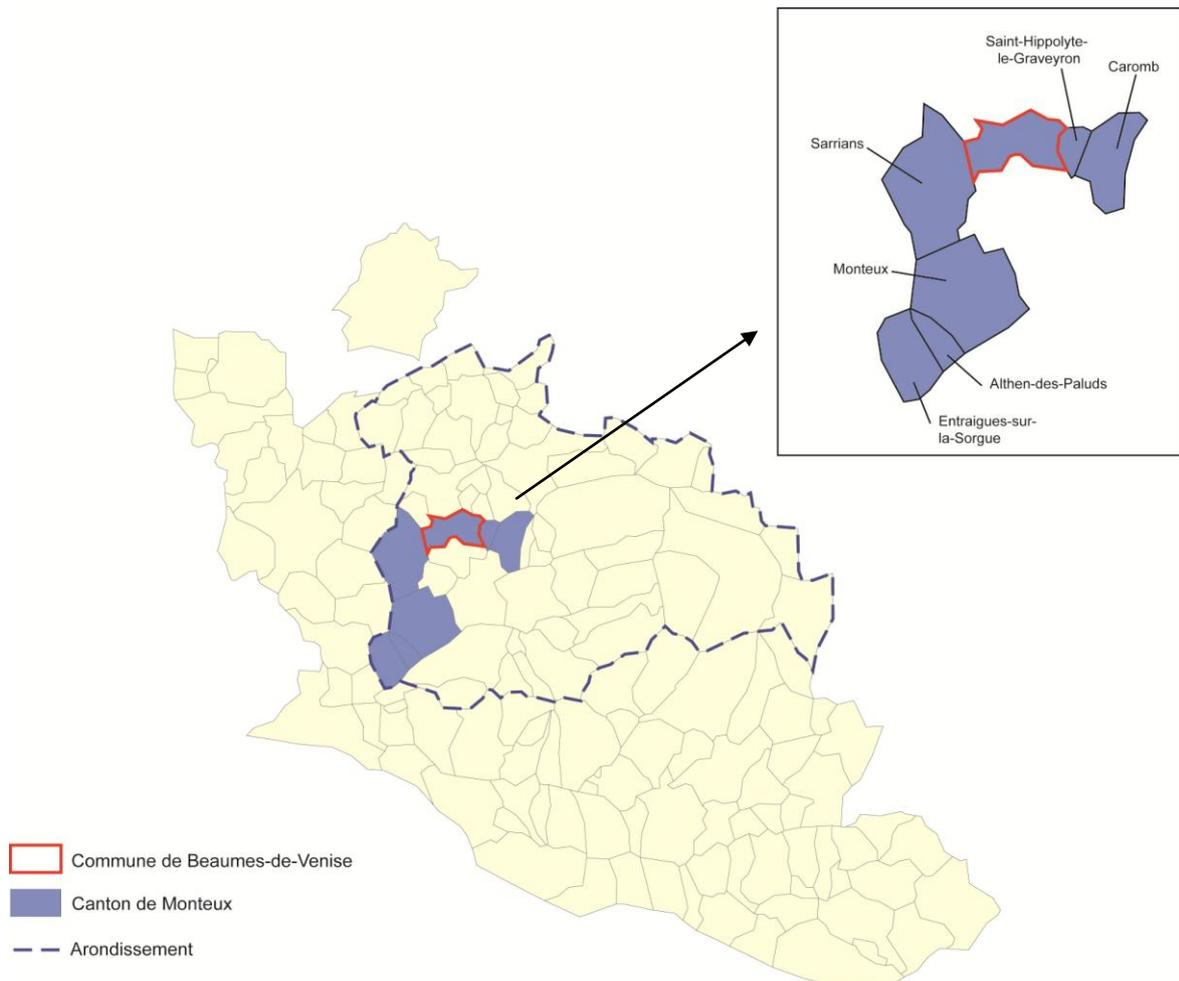 Saint-Hippolyte-
le-Graveyron
Caromb
Sarrians
Monteux
Althen-des-Paluds
Entraigues-sur-
la-Sorgue
Commune de Beaumes-de-Venise
Canton de Monteux
Arondissement